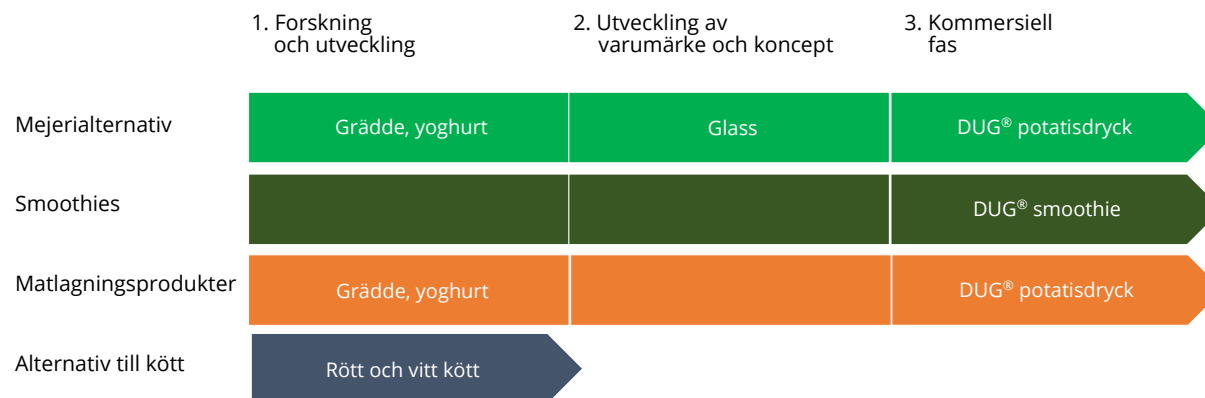 1. Forskning
och utveckling
2. Utveckling av
varumärke och koncept
3. Kommersiell
fas
Mejerialternativ
Grädde, yoghurt
Glass
DUG® potatisdryck
Smoothies
DUG® smoothie
Matlagningsprodukter
Grädde, yoghurt
DUG® potatisdryck
Alternativ till kött
Rött och vitt kött